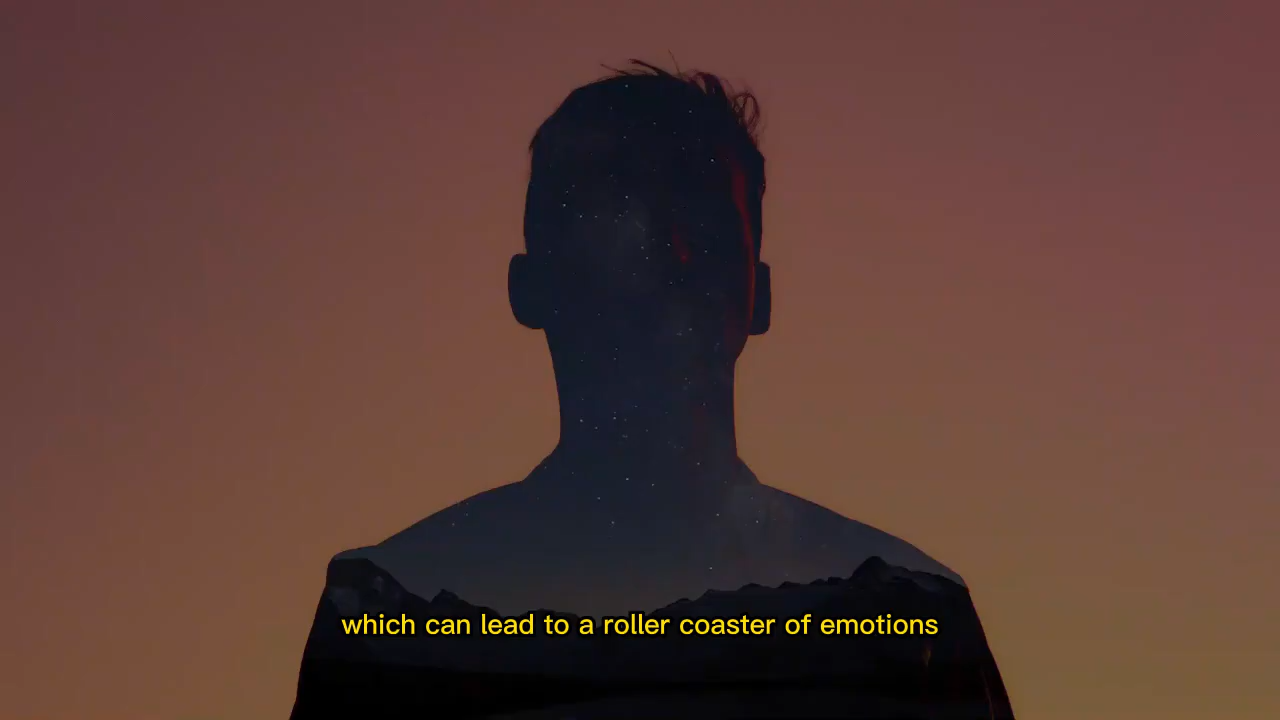 which can lead to a roller coaster of emotions